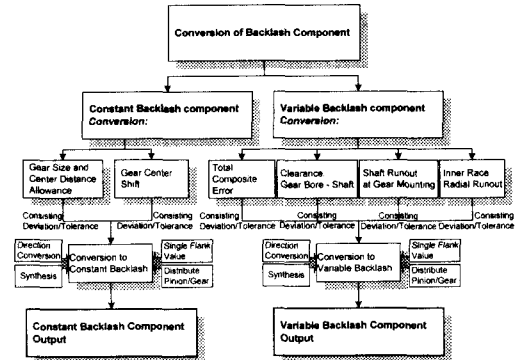 Conversion of Backlash Component
Constant Backlash component
Conversion:
Variable Backlash component
Conversion:
Gear Size and
Center Distance
Allowance
Gear Center
Shift
Total
Composite
Error
Clearance
Gear Bore - Shaft
Shaft Runout
at Gear Mounting
Inner Race
Radial Runout
Consisting
Deviation/Tolerance
Consisting
Deviation/Tolerance
Consisting
Deviation/Tolerance
Consisting
Deviation/Tolerance
Consisting
Deviation/Tolerance
Consisting
Deviation/Tolerance
Direction
Conversion
Synthesis
Conversion to
Constant Backlash
Single Flank
Value
Distribute
Pinion/Gear
Direction
Conversion
Synthesis
Conversion to
Variable Backlash
Single Flank
Value
Distribute
Pinion/Gear
Constant Backlash Component
Output
Variable Backlash Component
Output